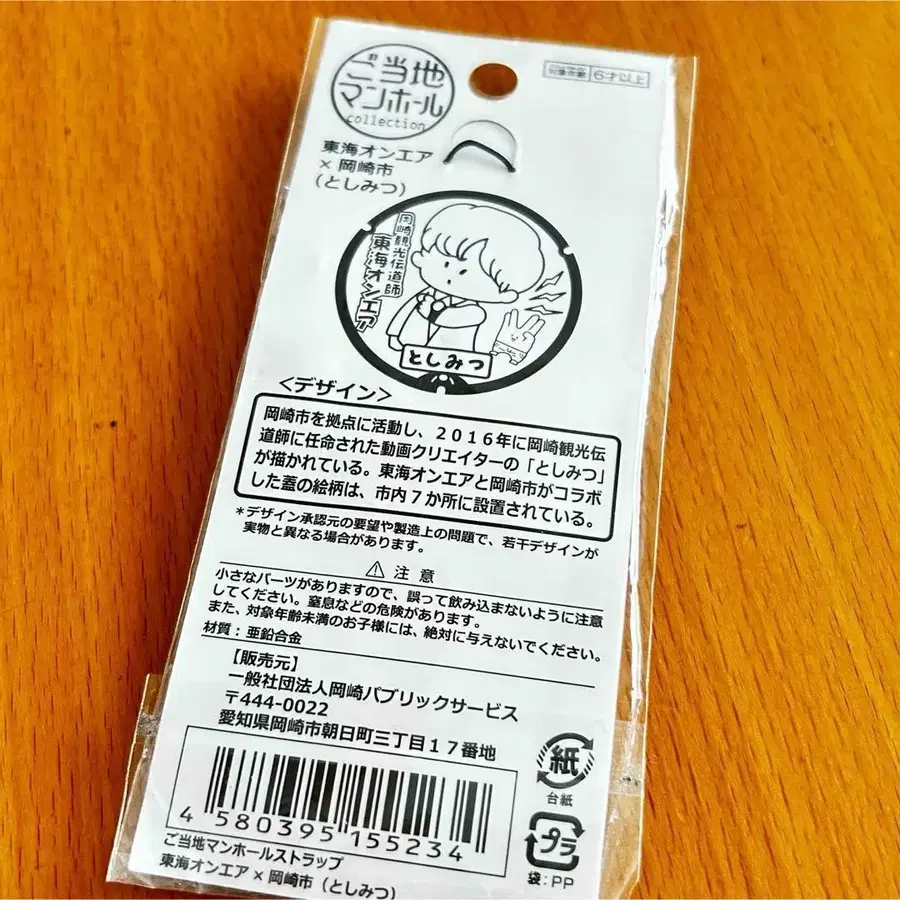 ご当地
マンホール
collection
対象年齢 6才以上
東海オンエア
×岡崎市
(としみつ)
岡崎観光伝道師
東海オンエア
としみつ
<デザイン>
岡崎市を拠点に活動し、2016年に岡崎観光伝
道師に任命された動画クリエイターの「としみつ」
が描かれている。東海オンエアと岡崎市がコラボ
した蓋の絵柄は、市内7か所に設置されている。
*デザイン承認元の要望や製造上の問題で、若干デザインが
実物と異なる場合があります。
⚠ 注意
小さなパーツがありますので、誤って飲み込まないように注意
してください。窒息などの危険があります。
また、対象年齢未満のお子様には、絶対に与えないでください。
材質:亜鉛合金
【販売元】
一般社団法人岡崎パブリックサービス
〒444-0022
愛知県岡崎市朝日町三丁目17番地
4 580395 155234
ご当地マンホールストラップ
東海オンエア×岡崎市(としみつ)
紙
台紙
プラ
袋:PP